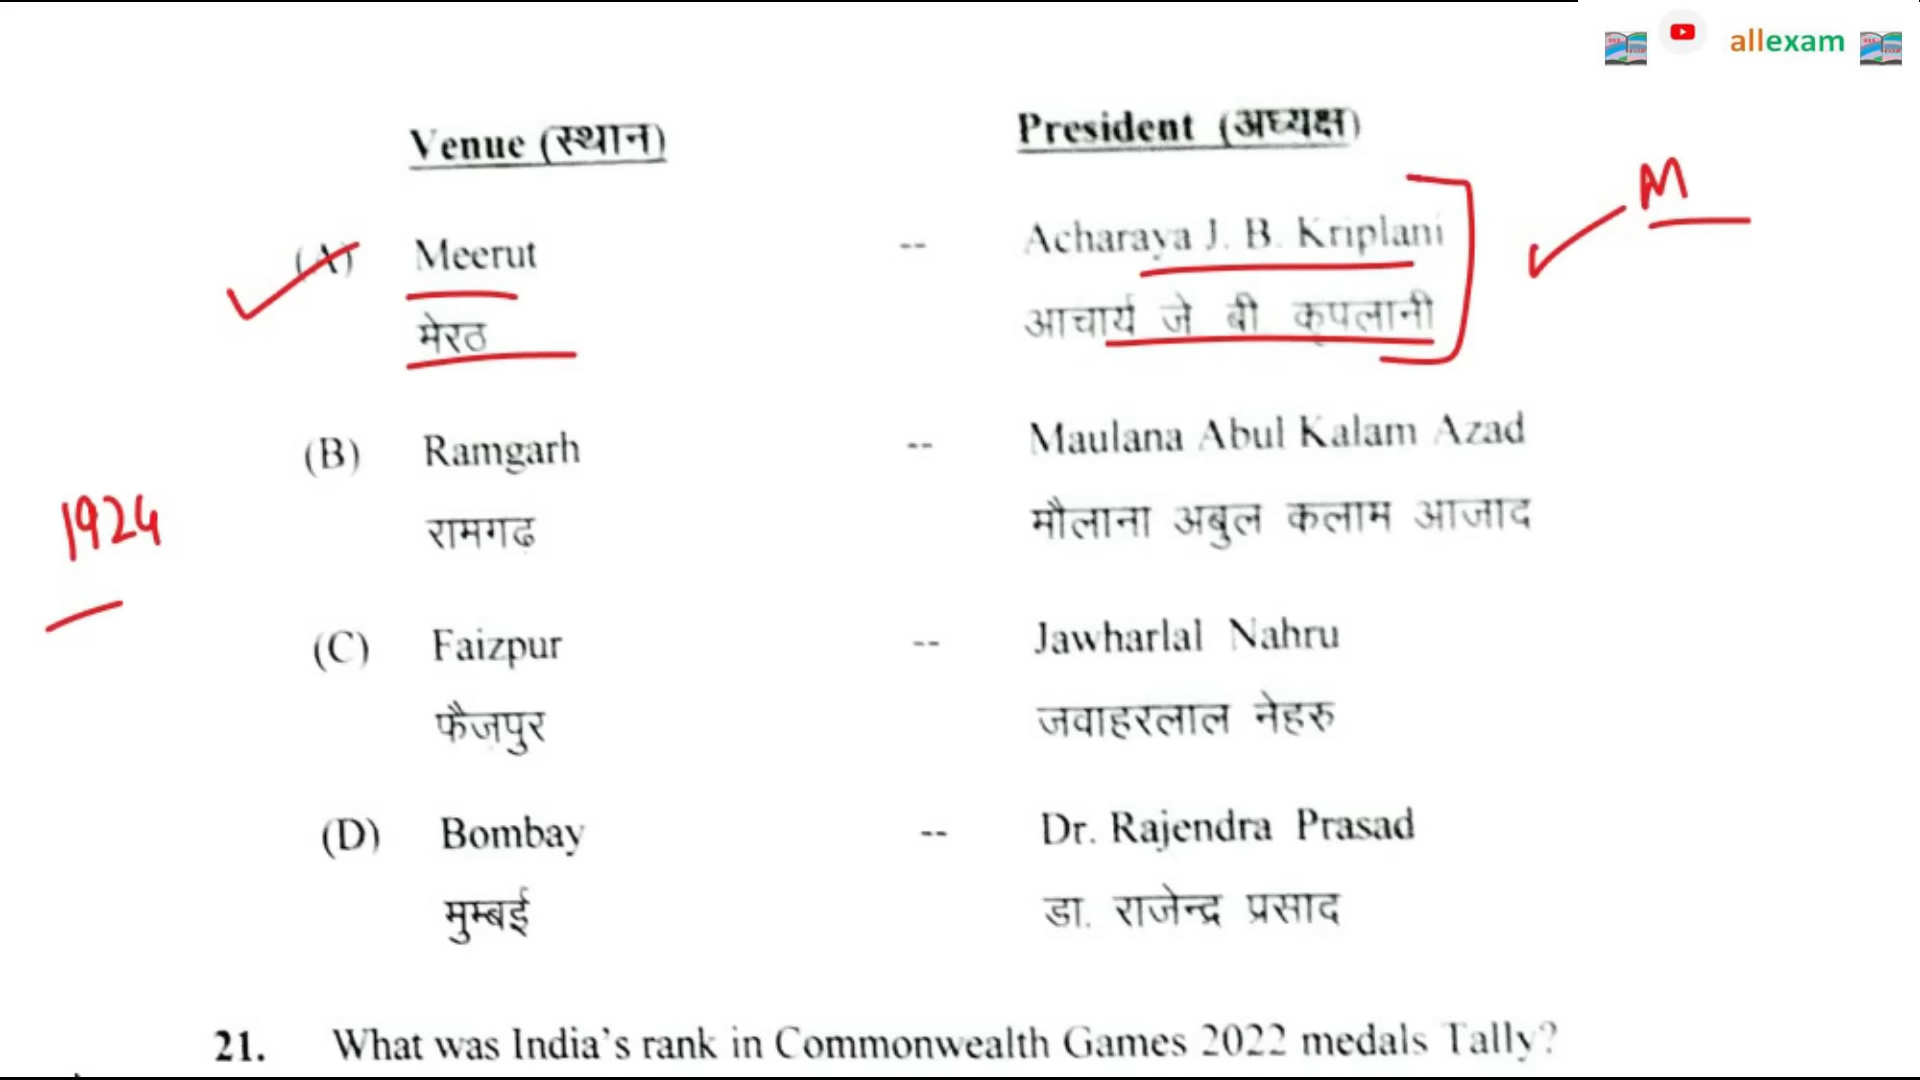 allexam
Venue (स्थान) President (अध्यक्ष)
M
(A) Meerut -- Acharaya J. B. Kriplani
मेरठ आचार्य जे बी कृपलानी
(B) Ramgarh -- Maulana Abul Kalam Azad
1924
रामगढ़ मौलाना अबुल कलाम आजाद
(C) Faizpur -- Jawharlal Nahru
फैजपुर जवाहरलाल नेहरु
(D) Bombay -- Dr. Rajendra Prasad
मुम्बई डा. राजेन्द्र प्रसाद
21. What was India's rank in Commonwealth Games 2022 medals Tally?